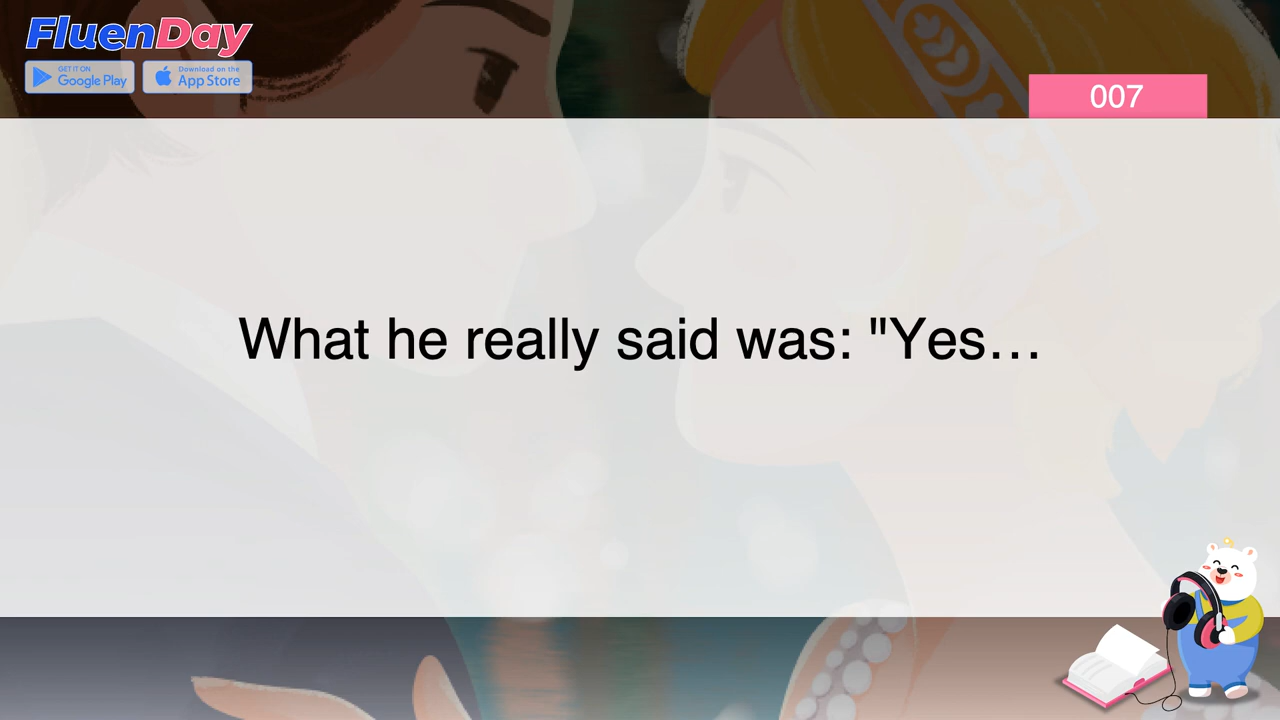 FluenDay
GET IT ON
Google Play
Download on the
App Store
007
What he really said was: "Yes…